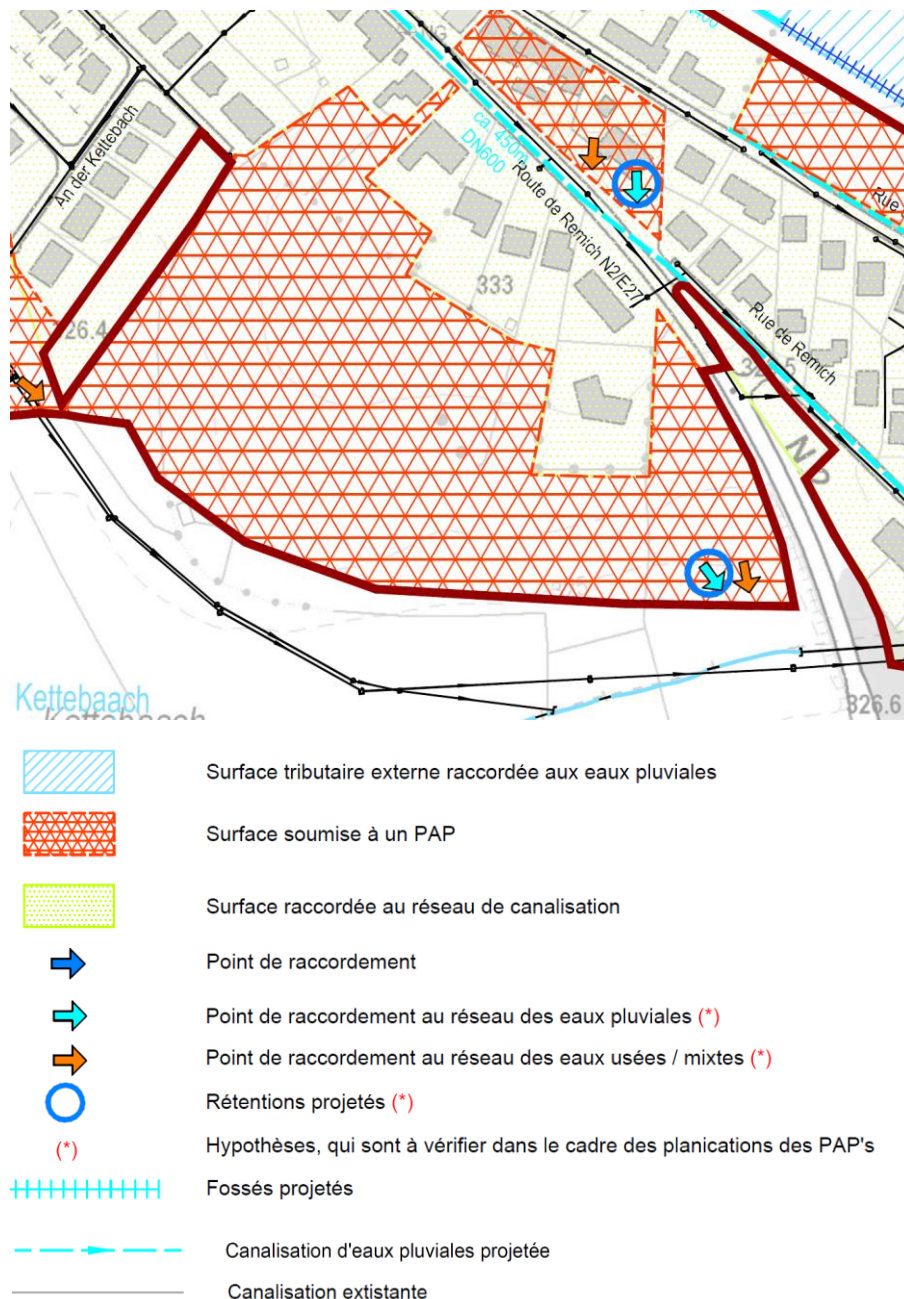 NG
An der Kettebach
ca. 450m
DN600
Route de Remich N2/E27
Rue
333
326.4
Rue de Remich
N 2
Kettebaach
Kettebaach
326.6
Surface tributaire externe raccordée aux eaux pluviales
Surface soumise à un PAP
Surface raccordée au réseau de canalisation
Point de raccordement
Point de raccordement au réseau des eaux pluviales (*)
Point de raccordement au réseau des eaux usées / mixtes (*)
Rétentions projetés (*)
(*) Hypothèses, qui sont à vérifier dans le cadre des planications des PAP's
Fossés projetés
Canalisation d'eaux pluviales projetée
Canalisation extistante